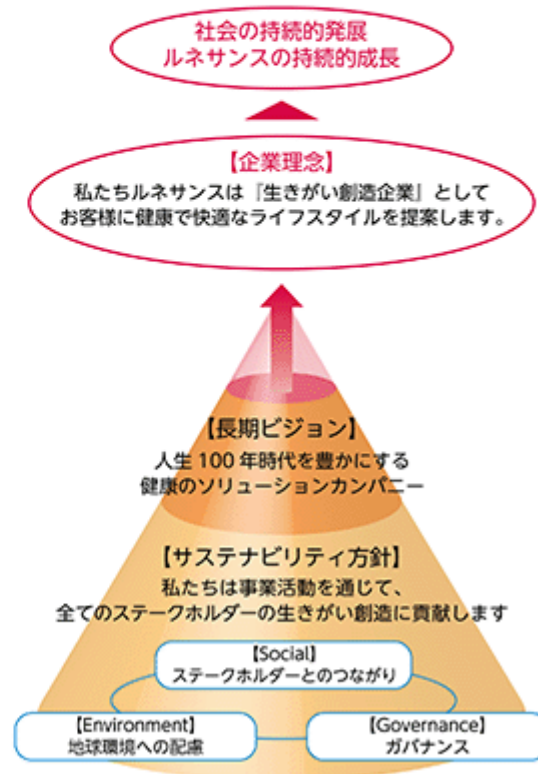 社会の持続的発展
ルネサンスの持続的成長
【企業理念】
私たちルネサンスは『生きがい創造企業』として
お客様に健康で快適なライフスタイルを提案します。
【長期ビジョン】
人生100年時代を豊かにする
健康のソリューションカンパニー
【サステナビリティ方針】
私たちは事業活動を通じて、
全てのステークホルダーの生きがい創造に貢献します
【Social】
ステークホルダーとのつながり
【Environment】
地球環境への配慮
【Governance】
ガバナンス